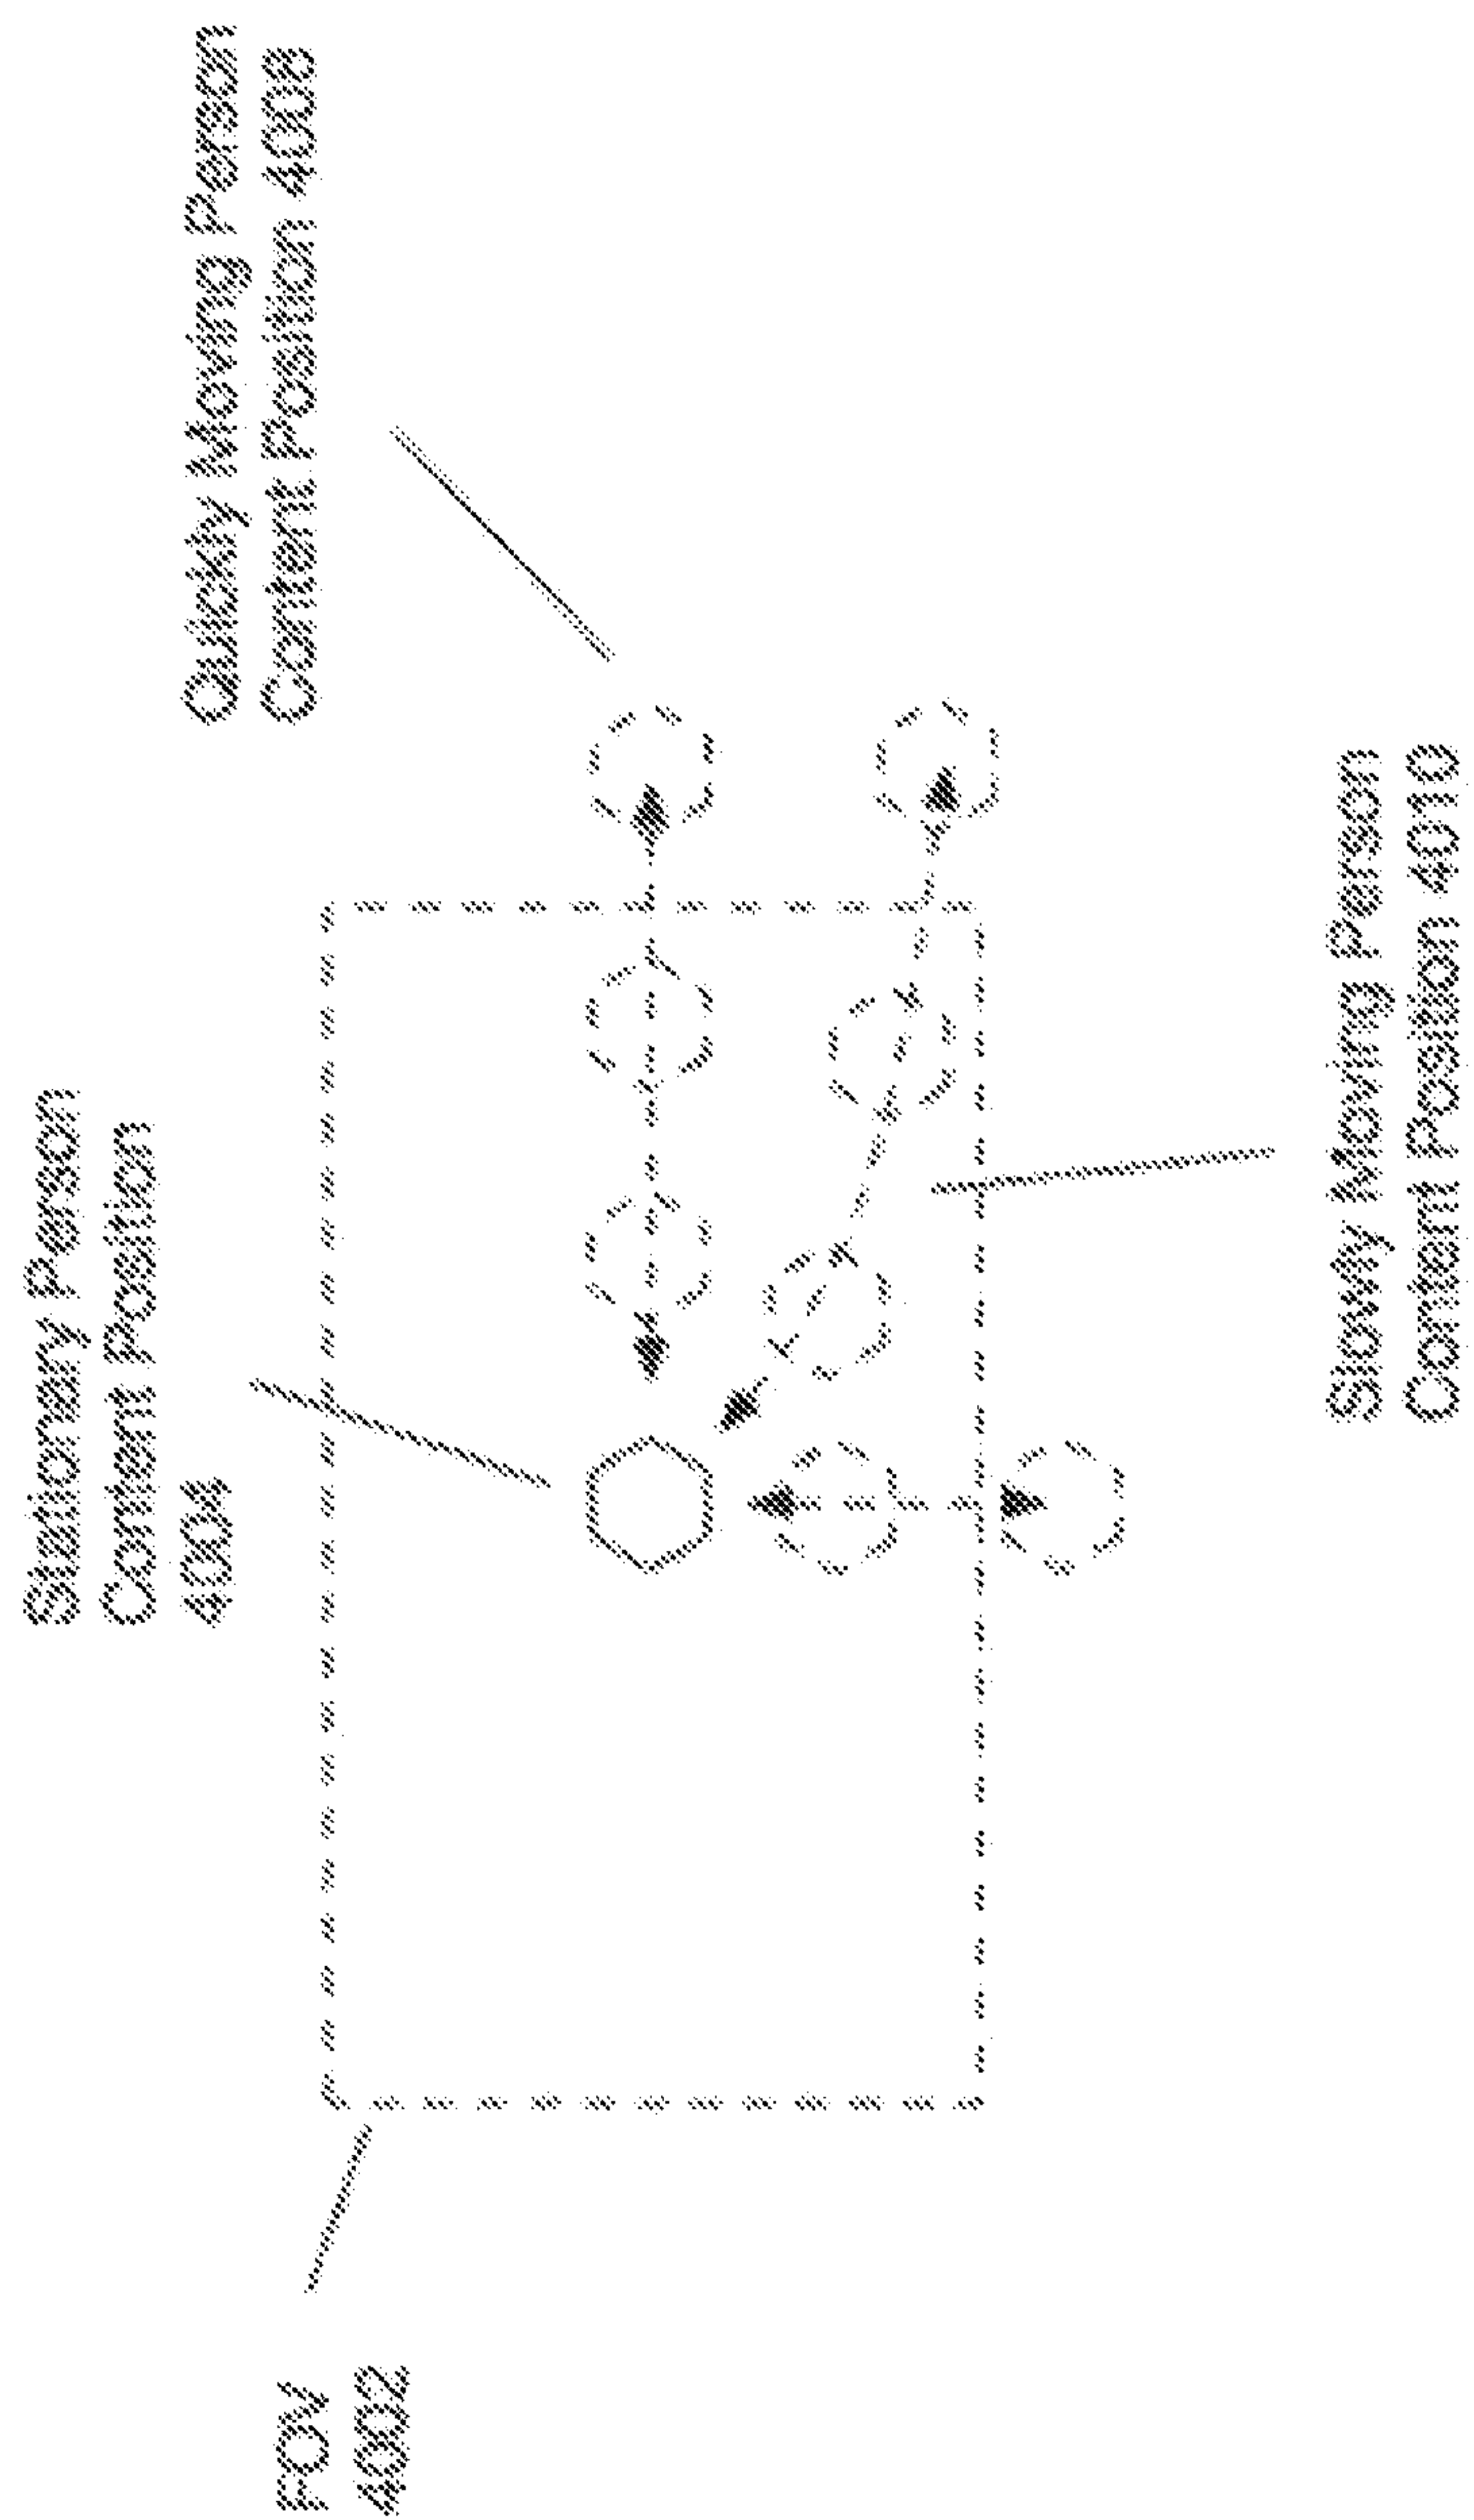 Quickly Moving Person
Content Position 4008
Stationary Person
Content Position
4004
FOV
4002
Slowly Moving Person
Content Position 4010